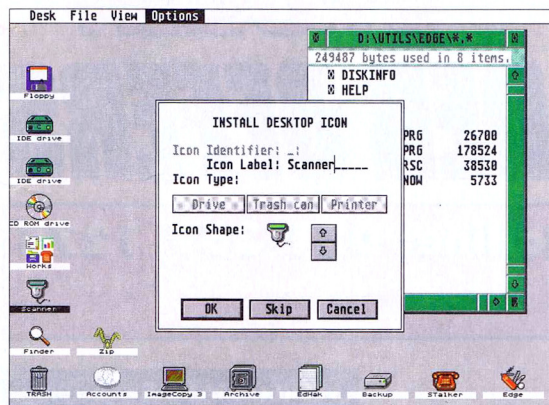 Desk File View Options
D:\UTILS\EDGE\*.*
249487 bytes used in 8 items.
DISKINFO
HELP
PRG 26700
PRG 178524
RSC 38530
NOW 5733
INSTALL DESKTOP ICON
Icon Identifier: _:
Icon Label: Scanner_____
Icon Type:
Drive Trash can Printer
Icon Shape:
OK Skip Cancel
Floppy
IDE drive
IDE drive
CD ROM drive
Works
Scanner
Finder
Zip
TRASH
Accounts
ImageCopy 3
Archive
EdHak
Backup
STalker
Edge